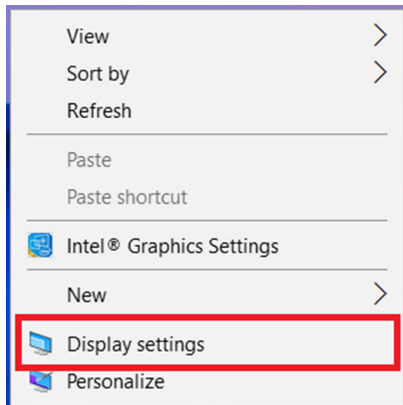 View
Sort by
Refresh
Paste
Paste shortcut
Intel® Graphics Settings
New
Display settings
Personalize